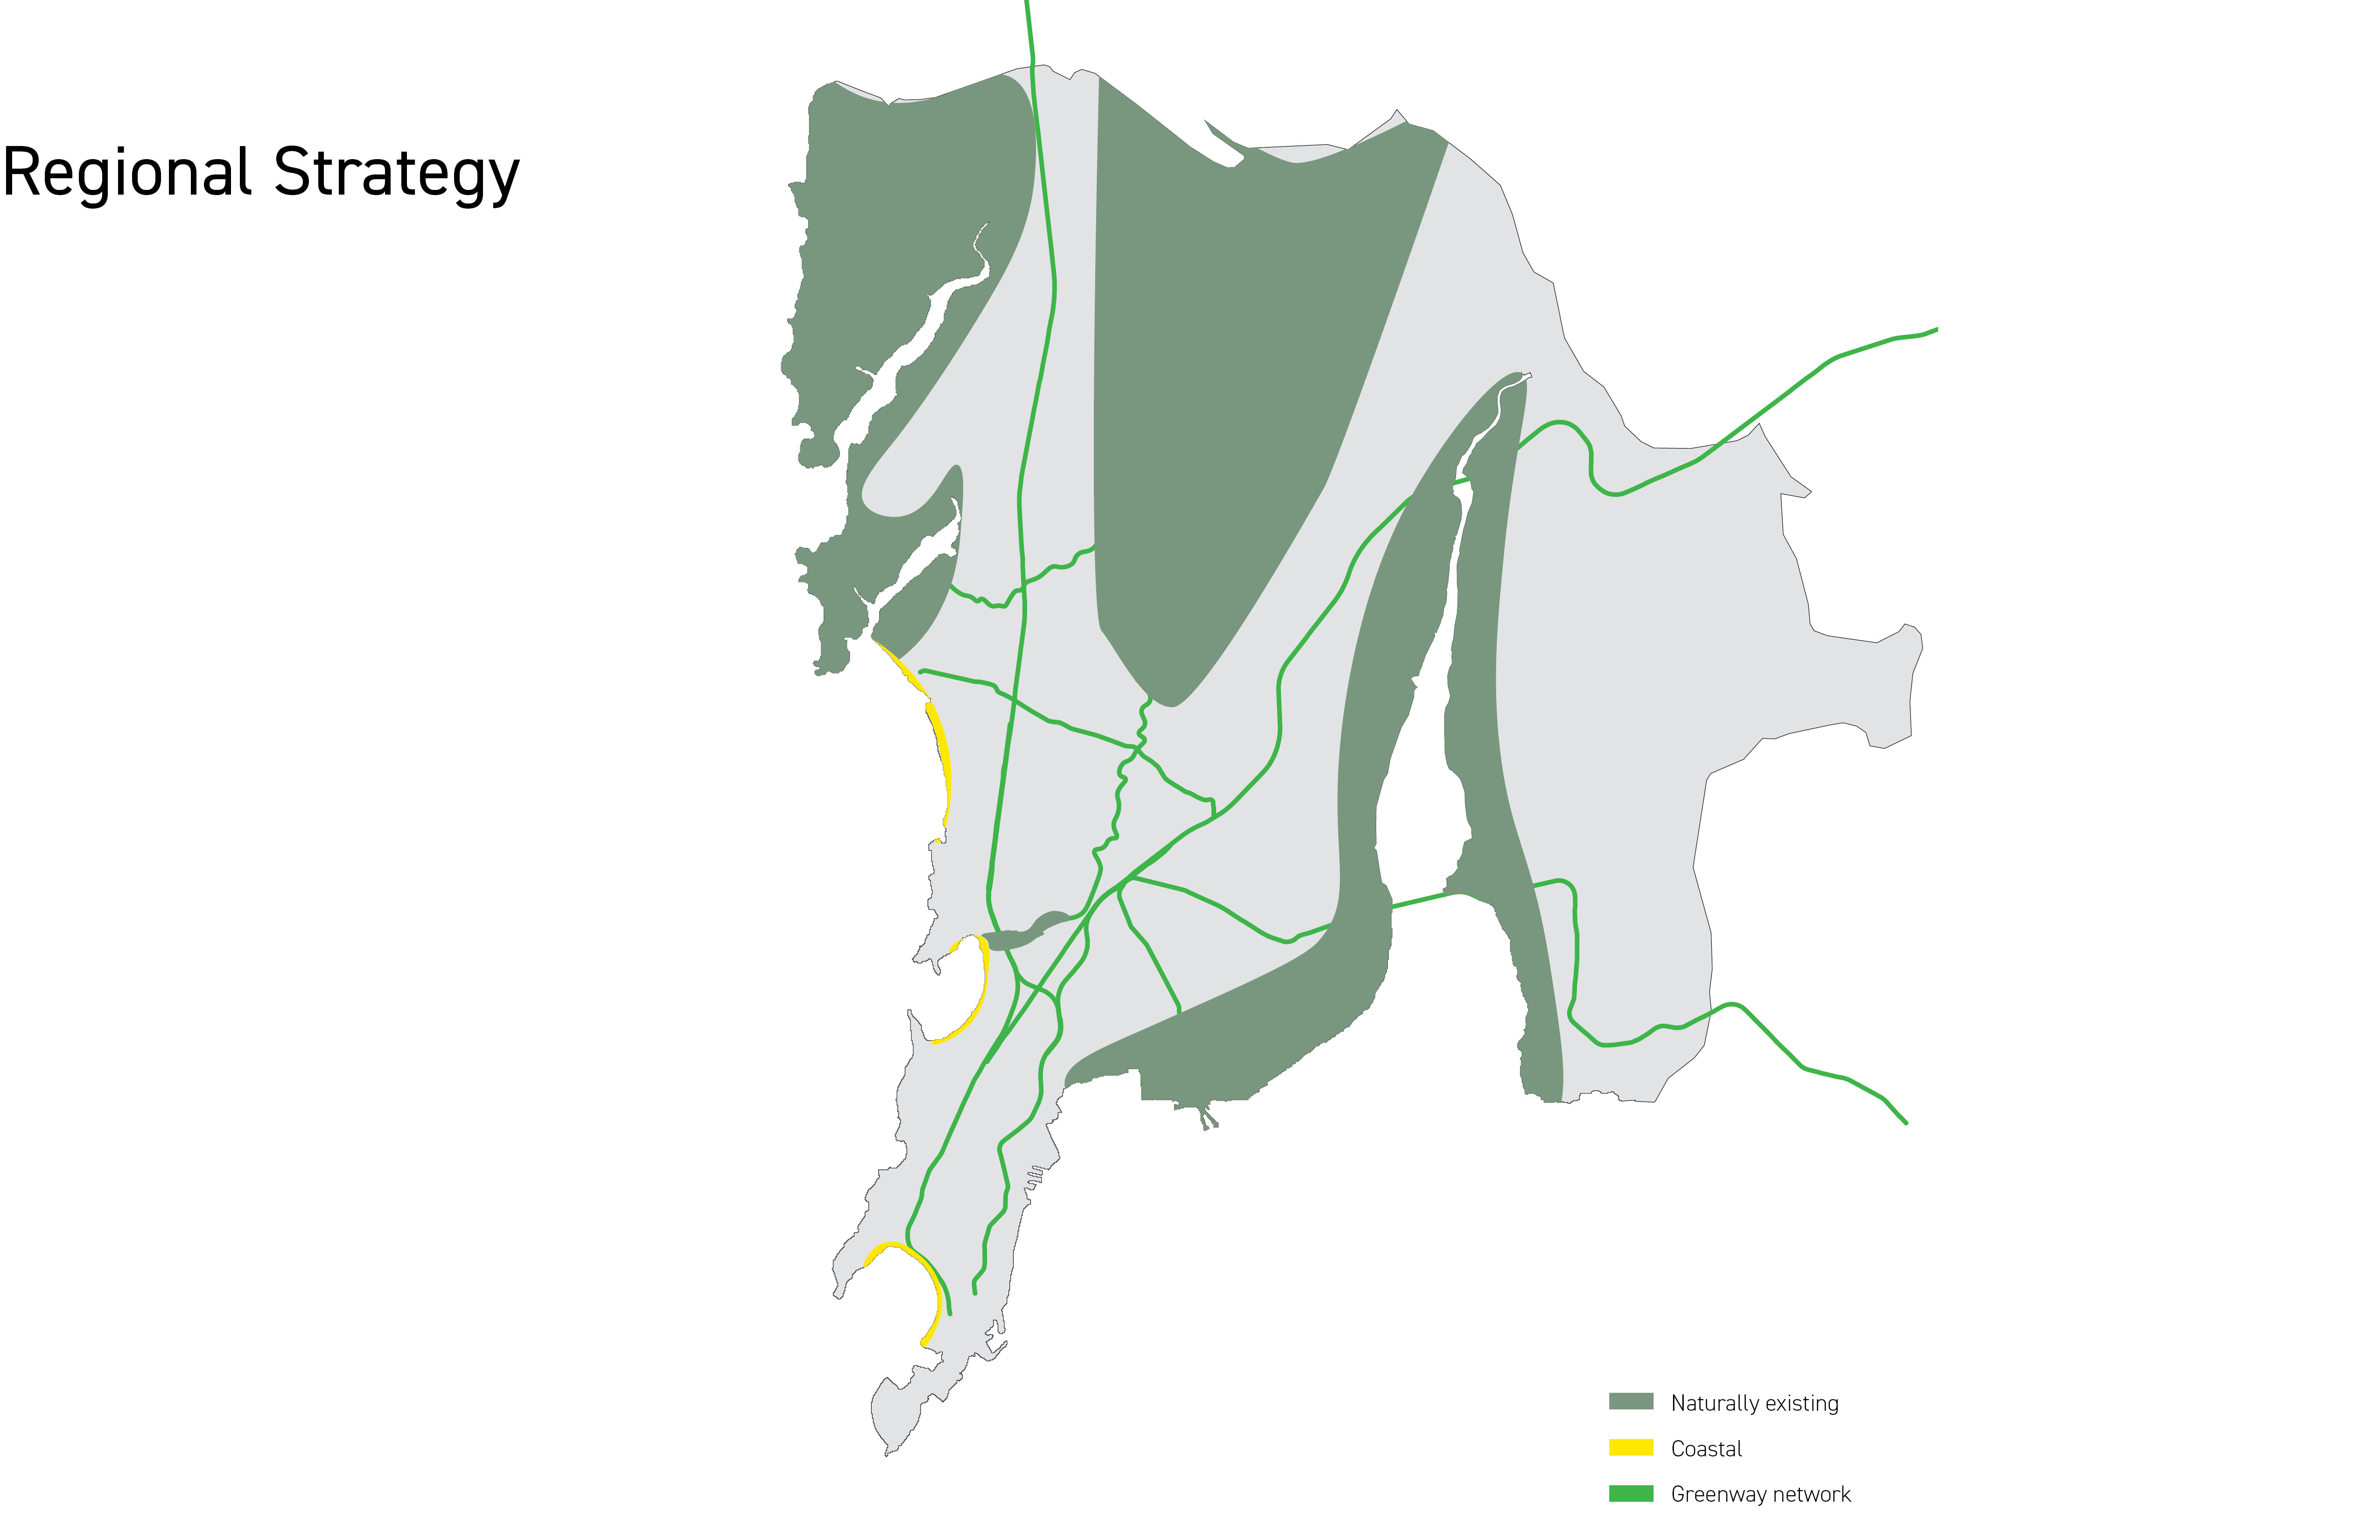 Regional Strategy
Naturally existing
Coastal
Greenway network